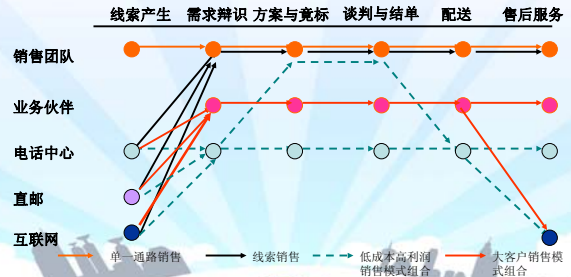 线索产生 需求辩识 方案与竟标 谈判与结单 配送 售后服务
销售团队
业务伙伴
电话中心
直邮
互联网
单一通路销售 线索销售 低成本高利润 大客户销售模
销售模式组合 式组合